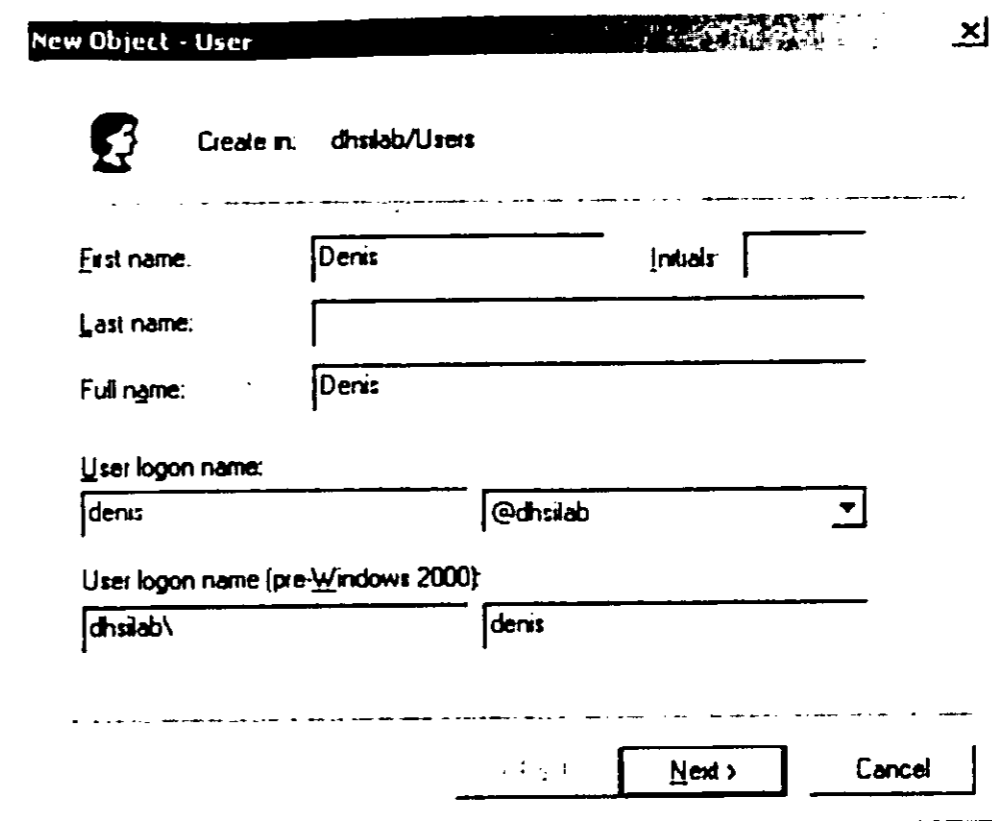 New Object - User
Create in: dhsilab/Users
First name. Denis Initials:
Last name:
Full name: Denis
User logon name:
denis @dhsilab
User logon name (pre-Windows 2000):
dhsilab\ denis
Next > Cancel